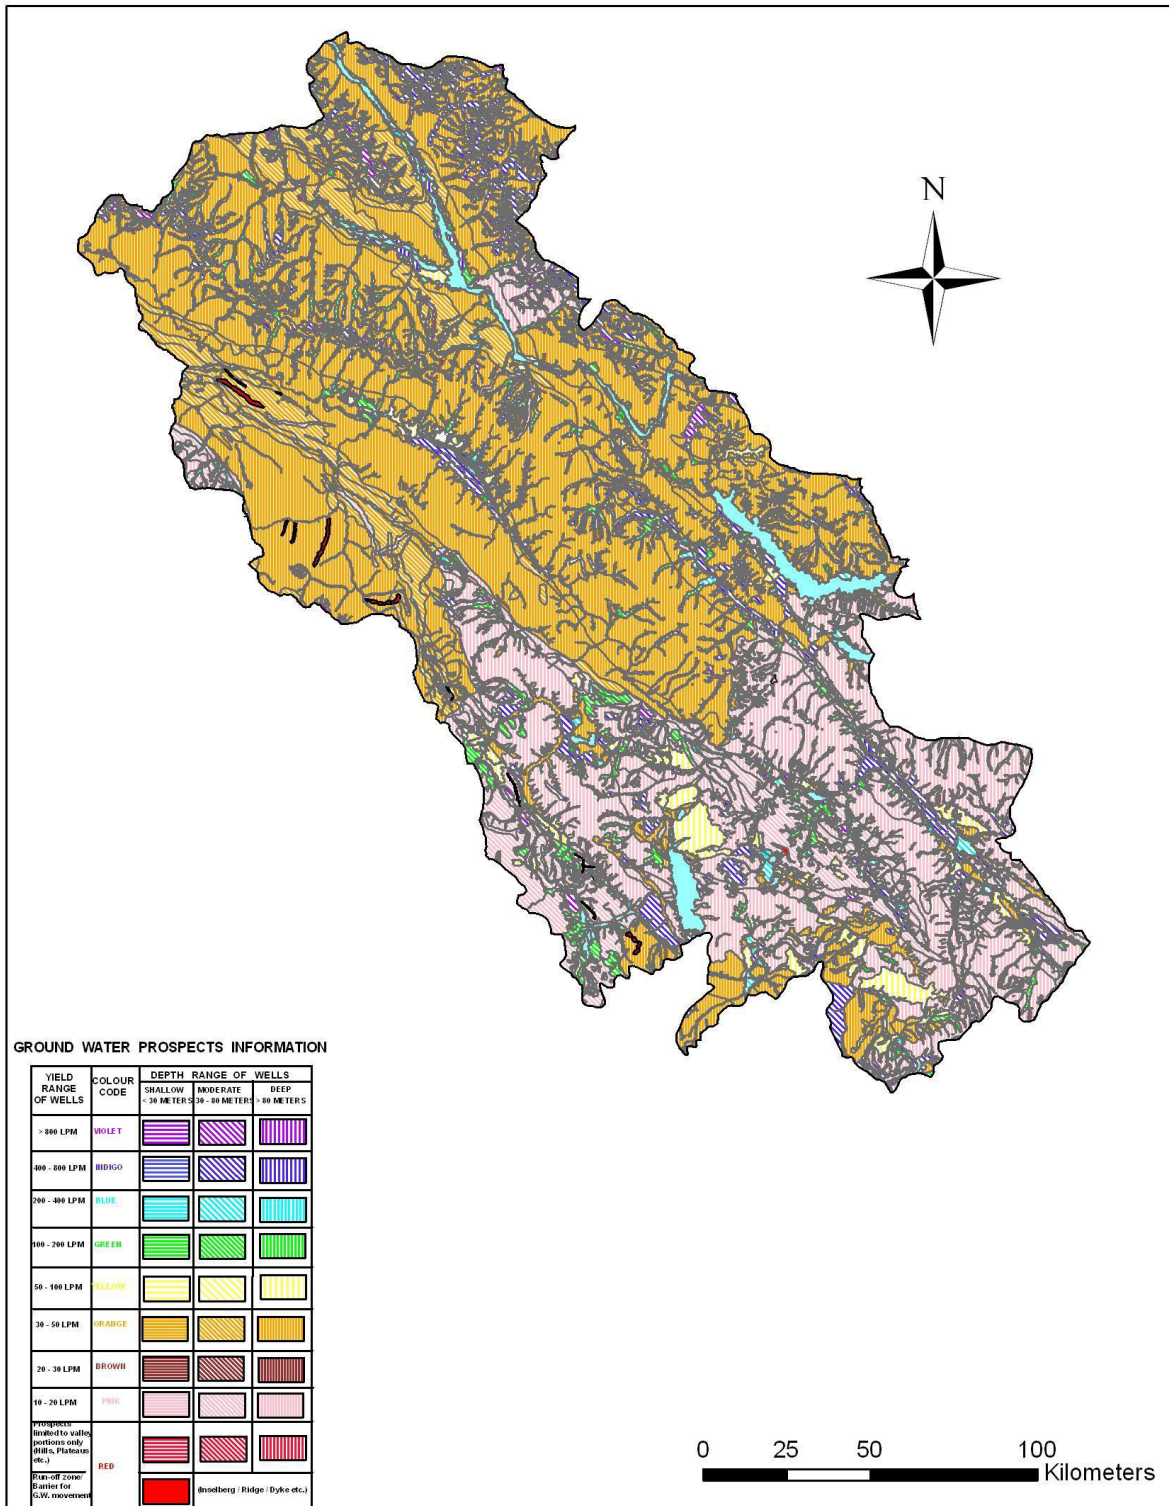 N
GROUND WATER PROSPECTS INFORMATION
YIELD RANGE OF WELLS
COLOUR CODE
DEPTH RANGE OF WELLS
SHALLOW < 30 METERS
MODERATE 30 - 80 METERS
DEEP > 80 METERS
> 800 LPM VIOLET
400 - 800 LPM INDIGO
200 - 400 LPM BLUE
100 - 200 LPM GREEN
50 - 100 LPM YELLOW
30 - 50 LPM ORANGE
20 - 30 LPM BROWN
10 - 20 LPM PINK
Prospects
limited to valley
portions only
(Hills, Plateaus
etc.)
RED
Run-off zone/
Barrier for
G.W. movement
(Inselberg / Ridge / Dyke etc.)
0 25 50 100
Kilometers